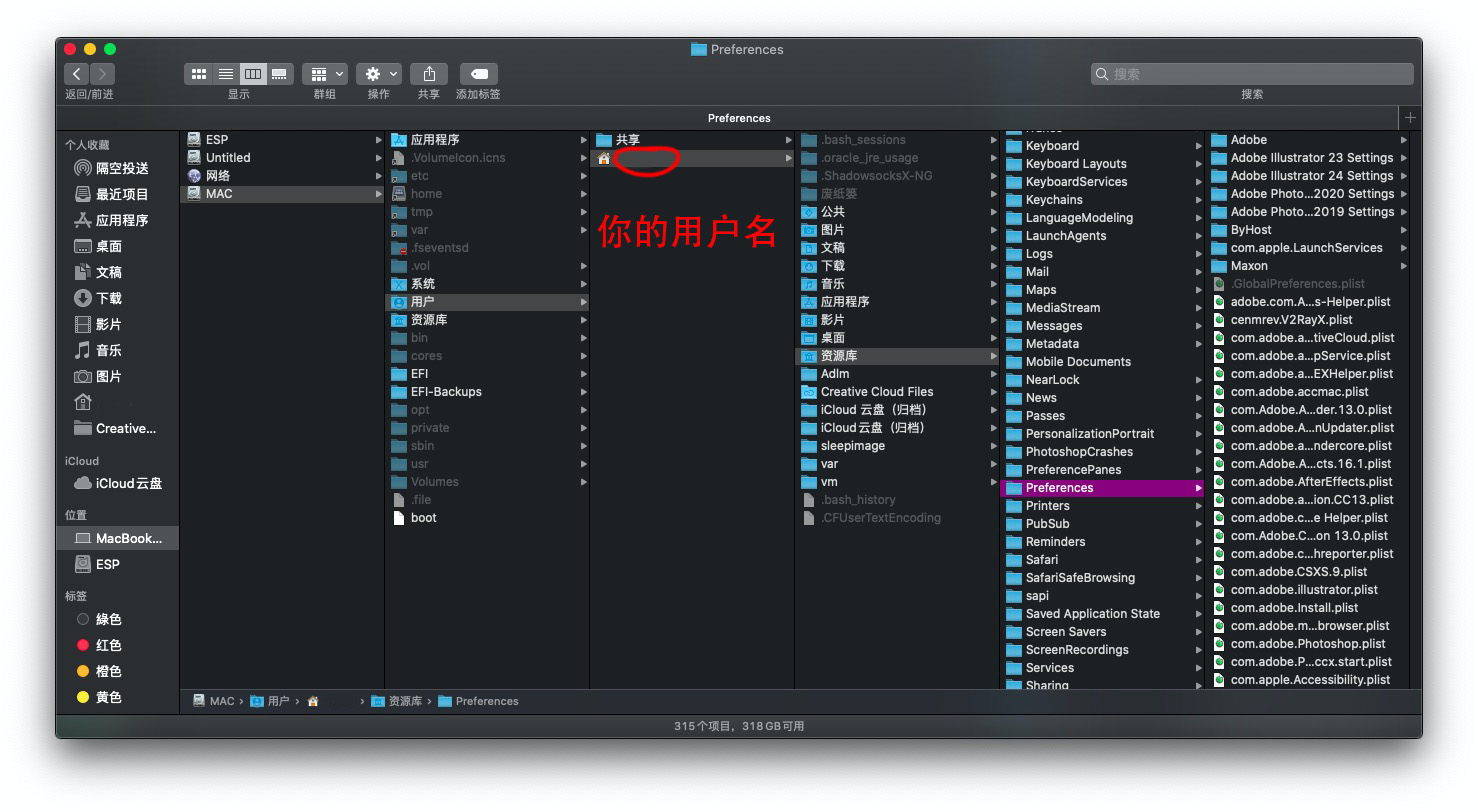 Preferences
返回/前进
显示
群组
操作
共享
添加标签
搜索
搜索
Preferences
个人收藏
隔空投送
最近项目
应用程序
桌面
文稿
下载
影片
音乐
图片
Creative...
iCloud
iCloud 云盘
位置
MacBook...
ESP
标签
綠色
红色
橙色
黄色
ESP
Untitled
网络
MAC
应用程序
.VolumeIcon.icns
etc
home
tmp
var
.fseventsd
.vol
系统
用户
资源库
bin
cores
EFI
EFI-Backups
opt
private
sbin
usr
Volumes
.file
boot
共享
你的用户名
.bash_sessions
.oracle_jre_usage
.ShadowsocksX-NG
废纸篓
公共
图片
文稿
下载
音乐
应用程序
影片
桌面
资源库
Adlm
Creative Cloud Files
iCloud 云盘（归档）
iCloud 云盘（归档）
sleepimage
var
vm
.bash_history
.CFUserTextEncoding
Keyboard
Keyboard Layouts
KeyboardServices
Keychains
LanguageModeling
LaunchAgents
Logs
Mail
Maps
MediaStream
Messages
Metadata
Mobile Documents
NearLock
News
Passes
PersonalizationPortrait
PhotoshopCrashes
PreferencePanes
Preferences
Printers
PubSub
Reminders
Safari
SafariSafeBrowsing
sapi
Saved Application State
Screen Savers
ScreenRecordings
Services
Sharing
Adobe
Adobe Illustrator 23 Settings
Adobe Illustrator 24 Settings
Adobe Photo...2020 Settings
Adobe Photo...2019 Settings
ByHost
com.apple.LaunchServices
Maxon
.GlobalPreferences.plist
adobe.com.A...s-Helper.plist
cenmrev.V2RayX.plist
com.adobe.a...tiveCloud.plist
com.adobe.a...pService.plist
com.adobe.a...EXHelper.plist
com.adobe.accmac.plist
com.Adobe.A...der.13.0.plist
com.adobe.A...nUpdater.plist
com.adobe.a...ndercore.plist
com.Adobe.A...cts.16.1.plist
com.adobe.AfterEffects.plist
com.adobe.a...ion.CC13.plist
com.adobe.c...e Helper.plist
com.Adobe.C...on 13.0.plist
com.adobe.c...hreporter.plist
com.adobe.CSXS.9.plist
com.adobe.illustrator.plist
com.adobe.Install.plist
com.adobe.m...browser.plist
com.adobe.Photoshop.plist
com.adobe.P...ccx.start.plist
com.apple.Accessibility.plist
MAC › 用户 › › 资源库 › Preferences
315个项目，318 GB可用